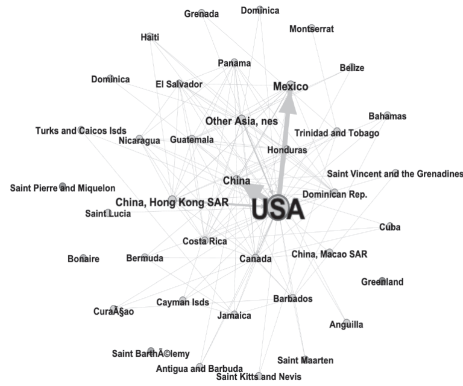 Dominica
Grenada
Montserrat
Haiti
Panama
Belize
Dominica
El Salvador
Mexico
Bahamas
Other Asia, nes
Turks and Caicos Isds
Trinidad and Tobago
Nicaragua
Guatemala
Honduras
Saint Vincent and the Grenadines
China
Saint Pierre and Miquelon
Dominican Rep.
China, Hong Kong SAR
USA
Saint Lucia
Cuba
Costa Rica
China, Macao SAR
Bonaire
Bermuda
Canada
Greenland
Cayman Isds
Barbados
CuraÃ§ao
Jamaica
Anguilla
Saint BarthÃ©lemy
Saint Maarten
Antigua and Barbuda
Saint Kitts and Nevis